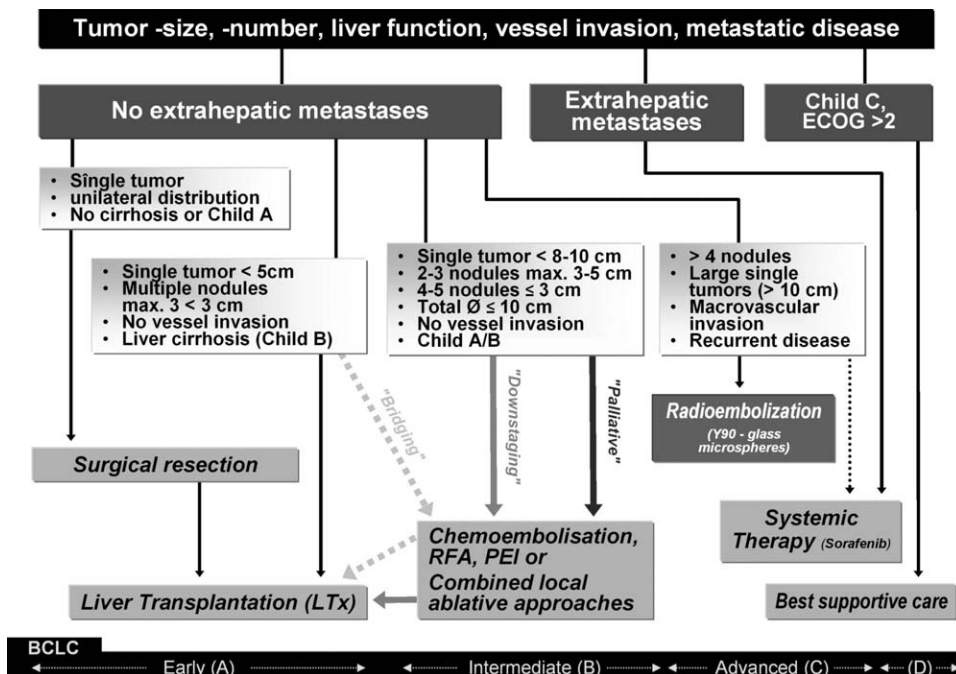 Tumor -size, -number, liver function, vessel invasion, metastatic disease
No extrahepatic metastases
Extrahepatic
metastases
Child C,
ECOG >2
• Single tumor
• unilateral distribution
• No cirrhosis or Child A
• Single tumor < 5cm
• Multiple nodules
max. 3 < 3 cm
• No vessel invasion
• Liver cirrhosis (Child B)
• Single tumor < 8-10 cm
• 2-3 nodules max. 3-5 cm
• 4-5 nodules ≤ 3 cm
• Total Ø ≤ 10 cm
• No vessel invasion
• Child A/B
• > 4 nodules
• Large single
tumors (> 10 cm)
• Macrovascular
invasion
• Recurrent disease
"Bridging"
"Downstaging"
"Palliative"
Radioembolization
(Y90 - glass
microspheres)
Surgical resection
Chemoembolisation,
RFA, PEI or
Combined local
ablative approaches
Systemic
Therapy (Sorafenib)
Liver Transplantation (LTx)
Best supportive care
BCLC
Early (A)
Intermediate (B)
Advanced (C)
(D)